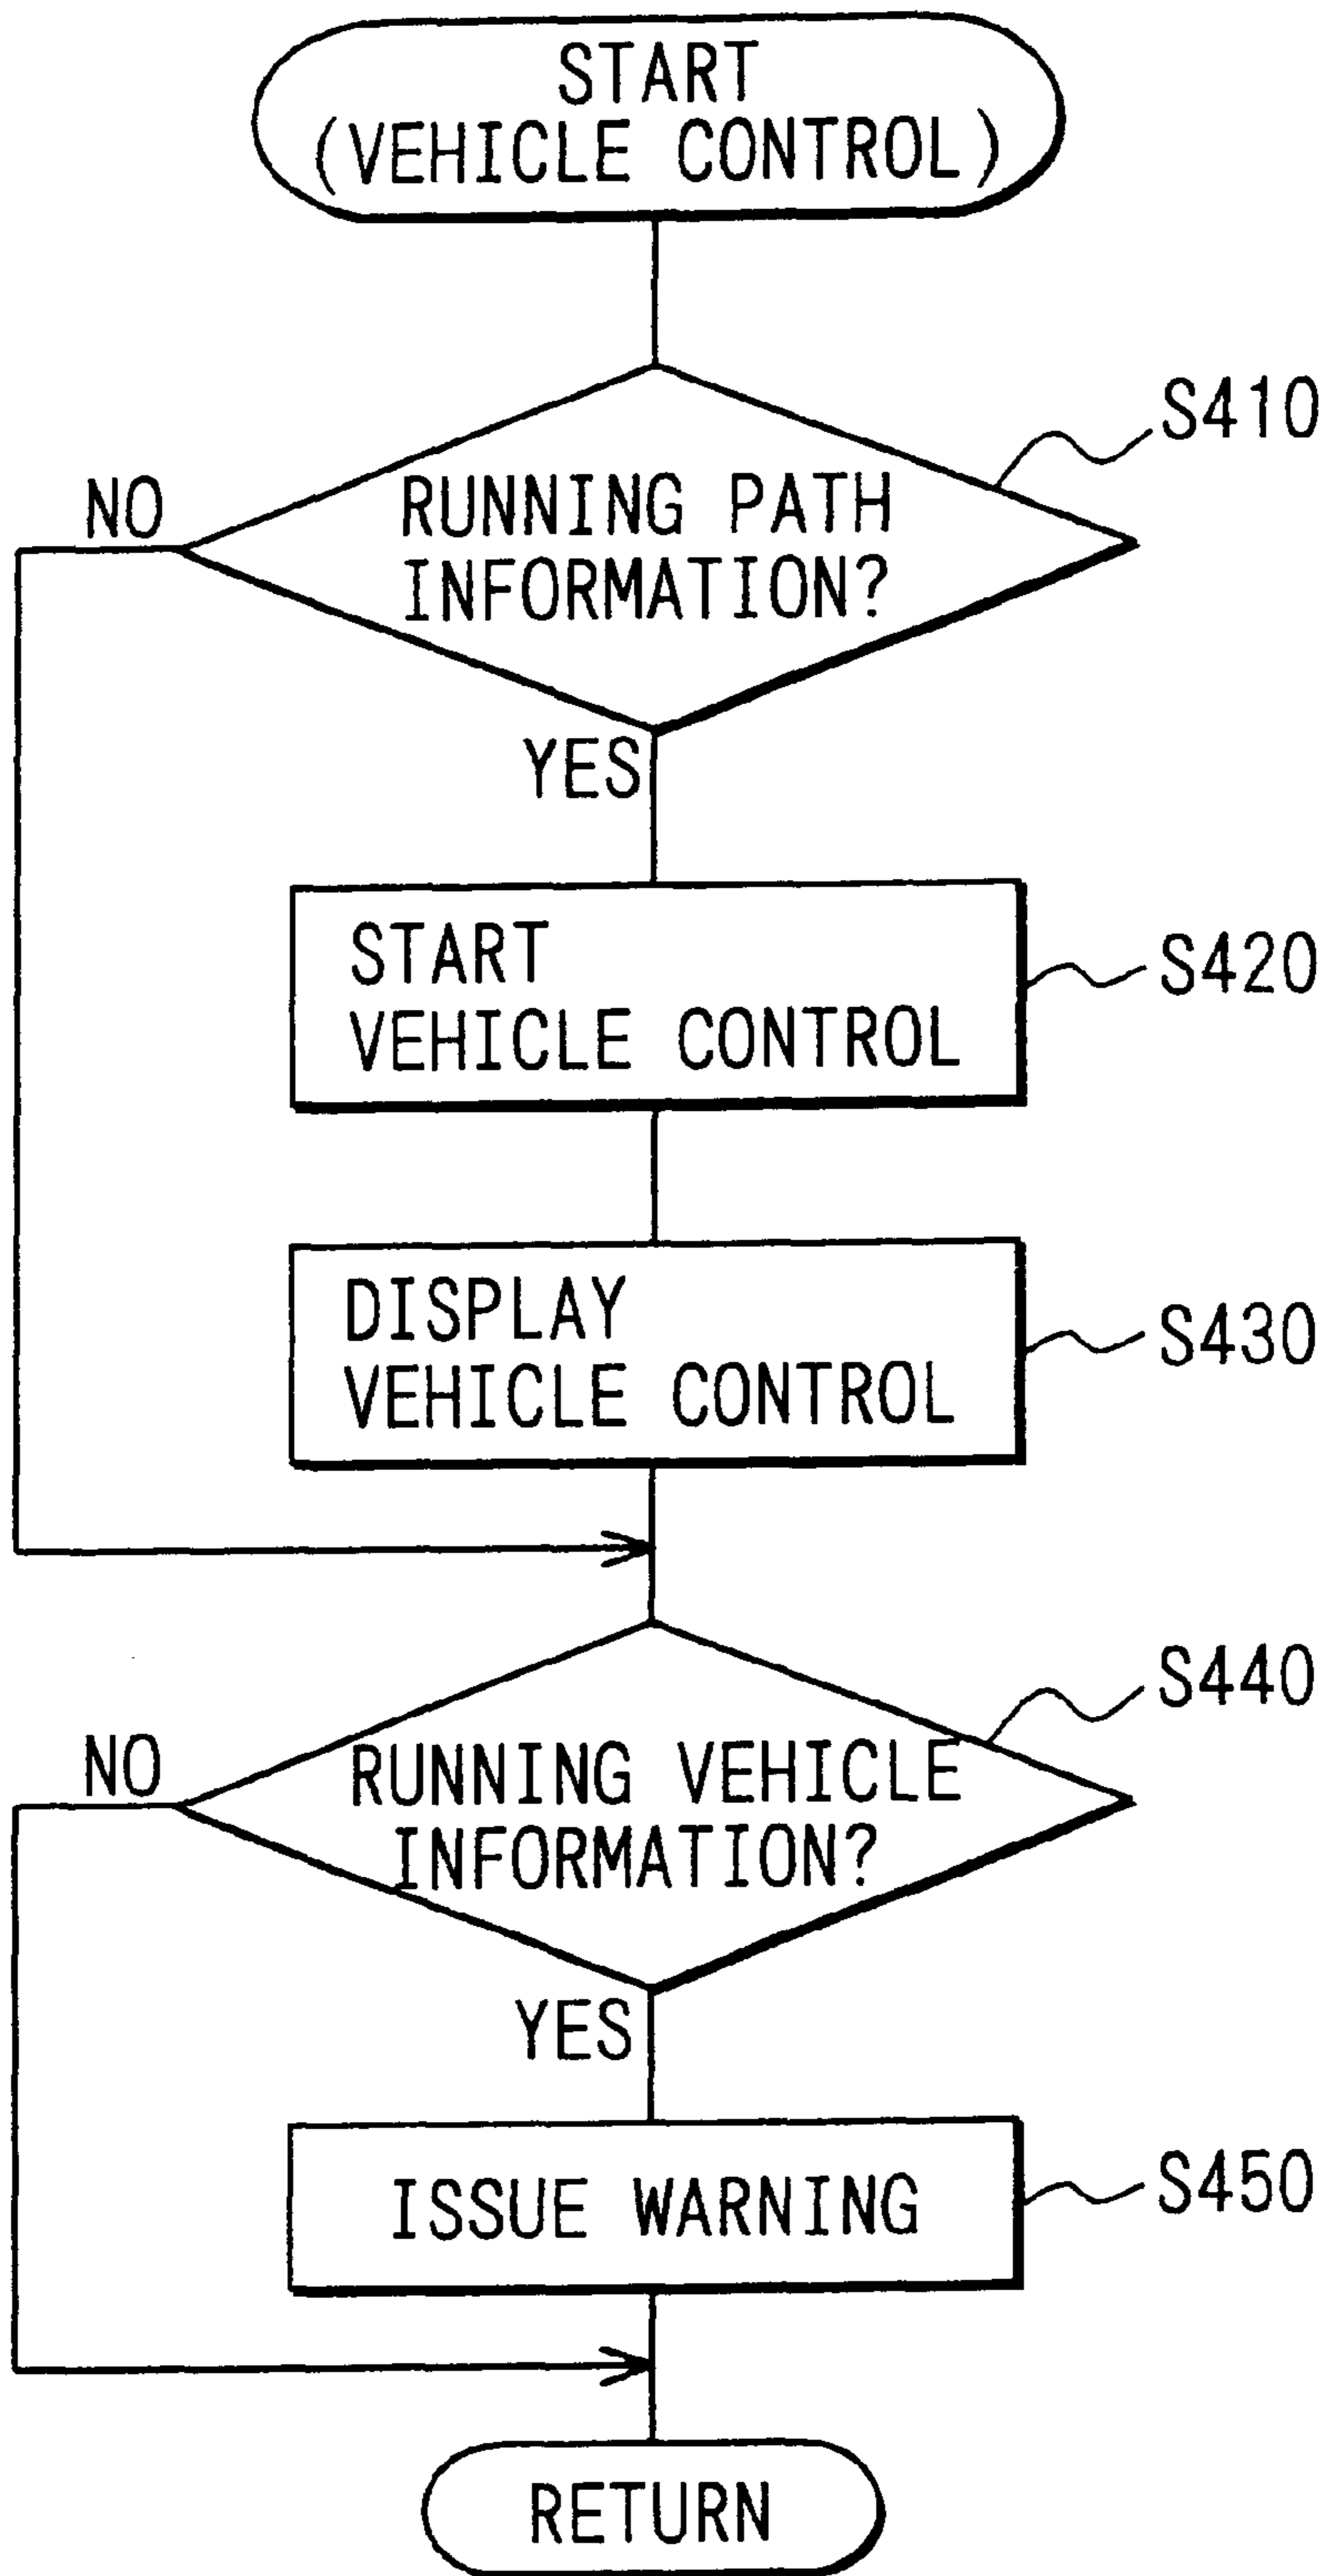 START
(VEHICLE CONTROL)
S410
NO
RUNNING PATH
INFORMATION?
YES
START
VEHICLE CONTROL
S420
DISPLAY
VEHICLE CONTROL
S430
S440
NO
RUNNING VEHICLE
INFORMATION?
YES
ISSUE WARNING
S450
RETURN